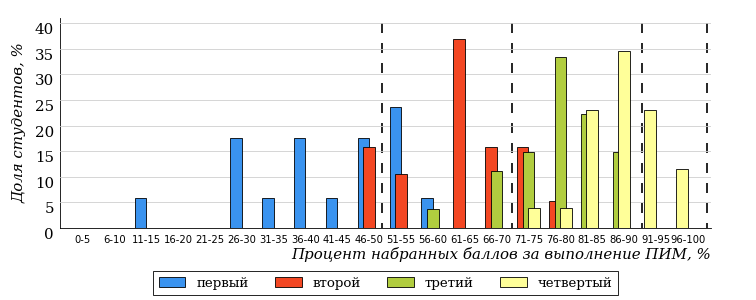 Доля студентов, %
40
35
30
25
20
15
10
5
0
0-5 6-10 11-15 16-20 21-25 26-30 31-35 36-40 41-45 46-50 51-55 56-60 61-65 66-70 71-75 76-80 81-85 86-90 91-95 96-100
Процент набранных баллов за выполнение ПИМ, %
первый второй третий четвертый